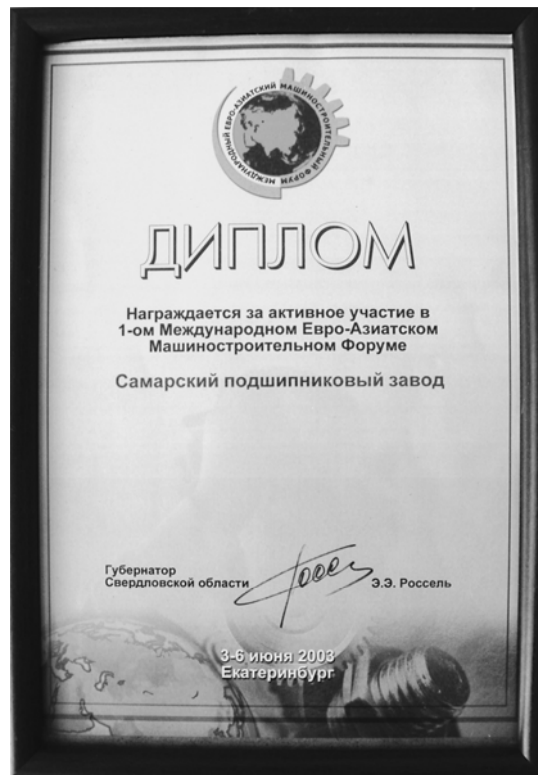 МЕЖДУНАРОДНЫЙ ЕВРО-АЗИАТСКИЙ МАШИНОСТРОИТЕЛЬНЫЙ ФОРУМ
ДИПЛОМ
Награждается за активное участие в
1-ом Международном Евро-Азиатском
Машиностроительном Форуме
Самарский подшипниковый завод
Губернатор
Свердловской области
Э.Э. Россель
3-6 июня 2003
Екатеринбург